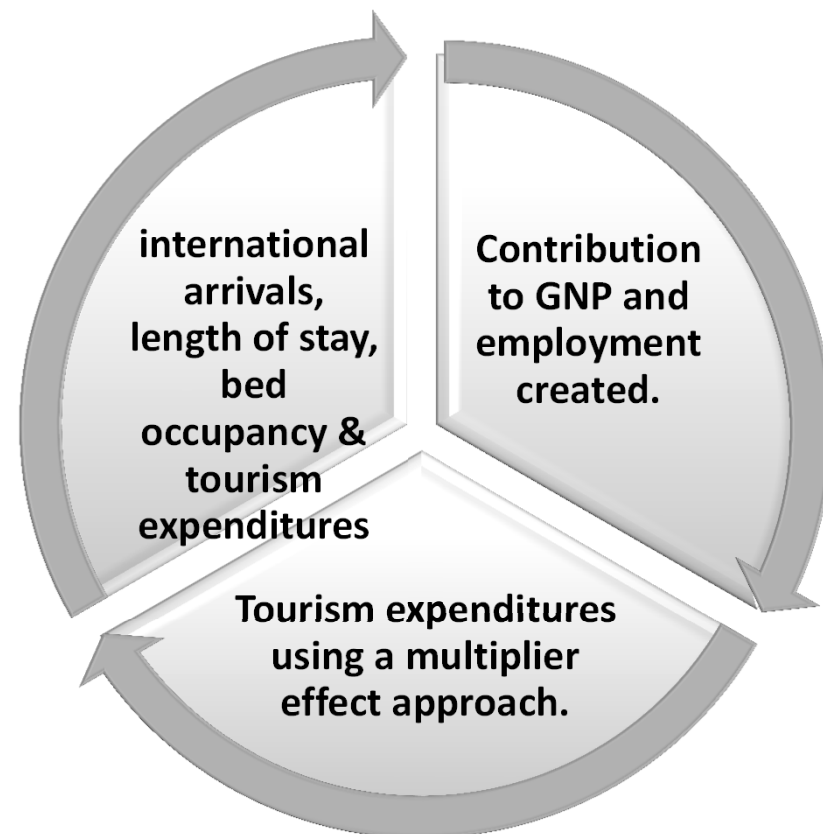 international
arrivals,
length of stay,
bed
occupancy &
tourism
expenditures
Contribution
to GNP and
employment
created.
Tourism expenditures
using a multiplier
effect approach.